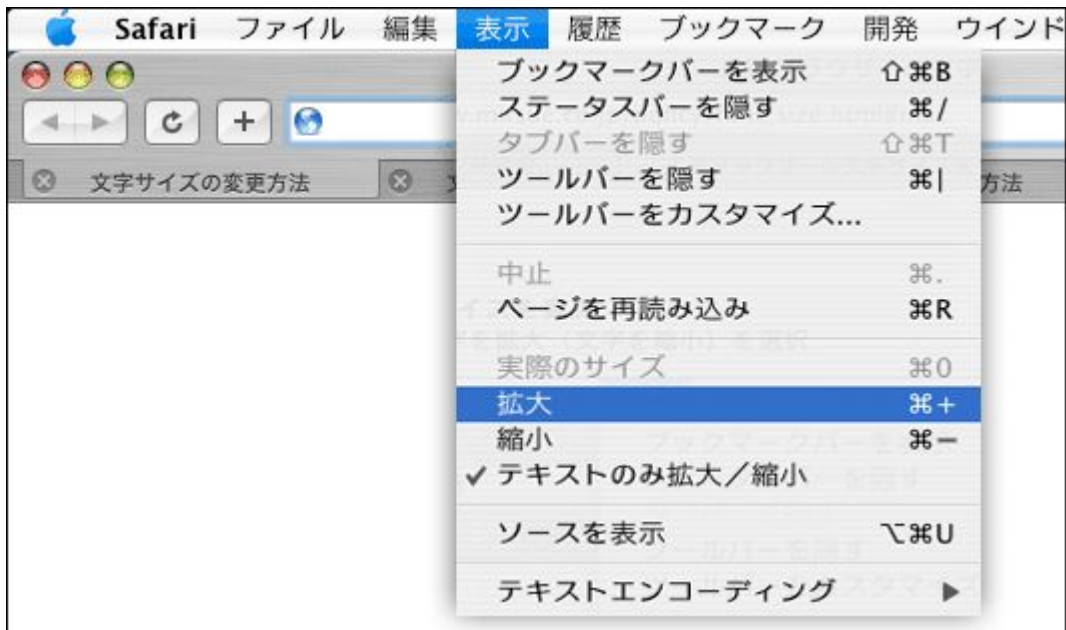 Safari ファイル 編集 表示 履歴 ブックマーク 開発 ウインド
ブックマークバーを表示 ⇧⌘B
ステータスバーを隠す ⌘/
タブバーを隠す ⇧⌘T
文字サイズの変更方法
ツールバーを隠す ⌘|
方法
ツールバーをカスタマイズ...
中止 ⌘.
ページを再読み込み ⌘R
実際のサイズ ⌘0
拡大 ⌘+
縮小 ⌘−
✓テキストのみ拡大/縮小
ソースを表示 ⌥⌘U
テキストエンコーディング ▶